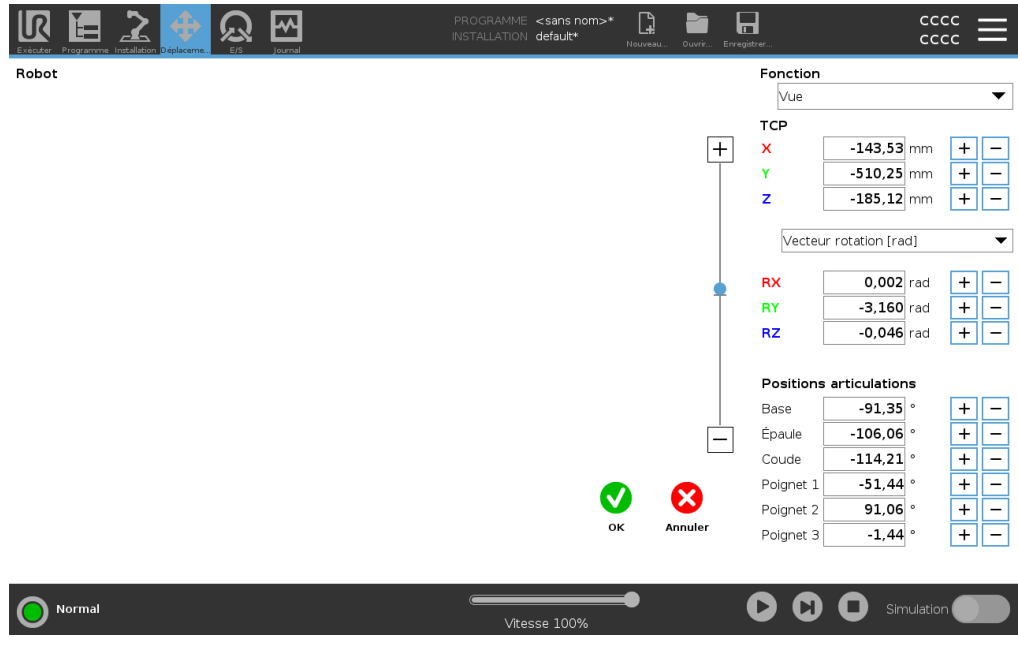 PROGRAMME <sans nom>*
INSTALLATION default*
Exécuter Programme Installation Déplaceme... E/S Journal
Nouveau... Ouvrir... Enregistrer...
CCCC
CCCC
Robot
Fonction
Vue
TCP
X -143,53 mm + −
Y -510,25 mm + −
Z -185,12 mm + −
Vecteur rotation [rad]
RX 0,002 rad + −
RY -3,160 rad + −
RZ -0,046 rad + −
Positions articulations
Base -91,35 ° + −
Épaule -106,06 ° + −
Coude -114,21 ° + −
Poignet 1 -51,44 ° + −
Poignet 2 91,06 ° + −
Poignet 3 -1,44 ° + −
+
−
OK Annuler
Normal
Vitesse 100%
Simulation